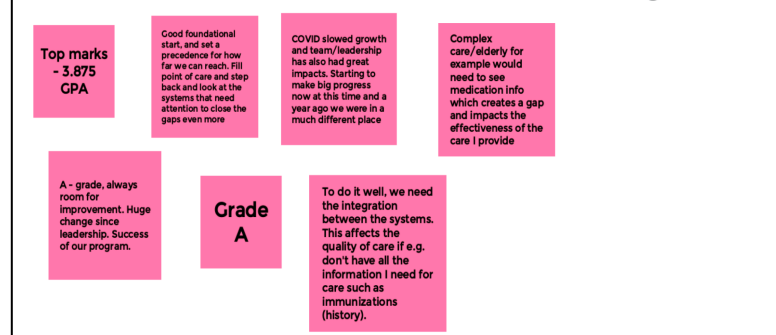 Top marks
- 3.875
GPA
Good foundational
start, and set a
precedence for how
far we can reach. Fill
point of care and step
back and look at the
systems that need
attention to close the
gaps even more
COVID slowed growth
and team/leadership
has also had great
impacts. Starting to
make big progress
now at this time and a
year ago we were in a
much different place
Complex
care/elderly for
example would
need to see
medication info
which creates a gap
and impacts the
effectiveness of the
care I provide
A - grade, always
room for
improvement. Huge
change since
leadership. Success
of our program.
Grade
A
To do it well, we need
the integration
between the systems.
This affects the
quality of care if e.g.
don't have all the
information I need for
care such as
immunizations
(history).